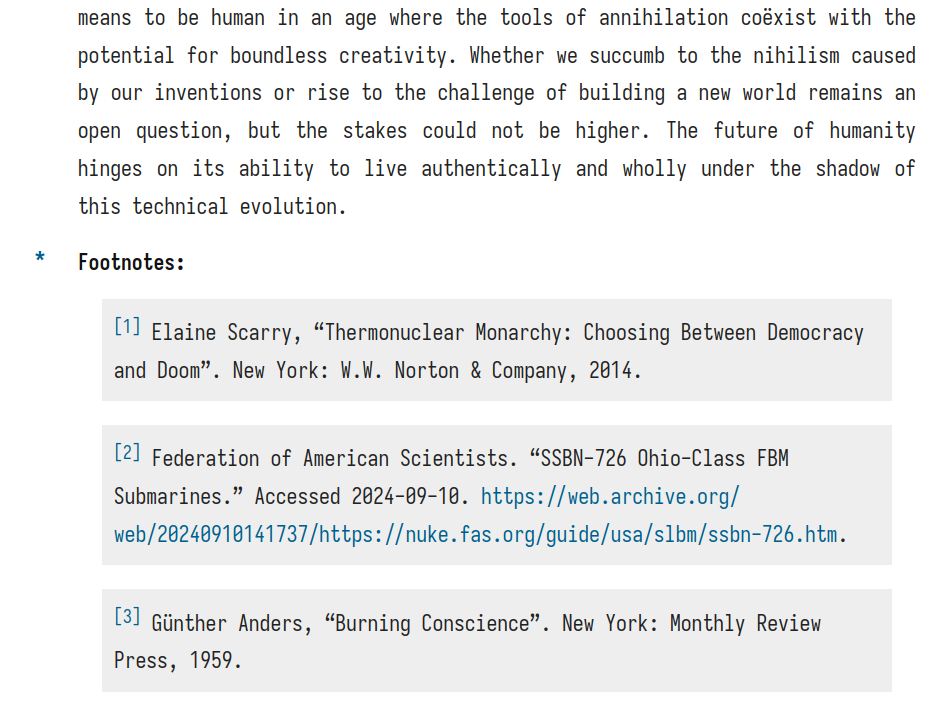 means to be human in an age where the tools of annihilation coëxist with the
potential for boundless creativity. Whether we succumb to the nihilism caused
by our inventions or rise to the challenge of building a new world remains an
open question, but the stakes could not be higher. The future of humanity
hinges on its ability to live authentically and wholly under the shadow of
this technical evolution.
* Footnotes:
[1] Elaine Scarry, “Thermonuclear Monarchy: Choosing Between Democracy
and Doom”. New York: W.W. Norton & Company, 2014.
[2] Federation of American Scientists. “SSBN-726 Ohio-Class FBM
Submarines.” Accessed 2024-09-10. https://web.archive.org/
web/20240910141737/https://nuke.fas.org/guide/usa/slbm/ssbn-726.htm.
[3] Günther Anders, “Burning Conscience”. New York: Monthly Review
Press, 1959.